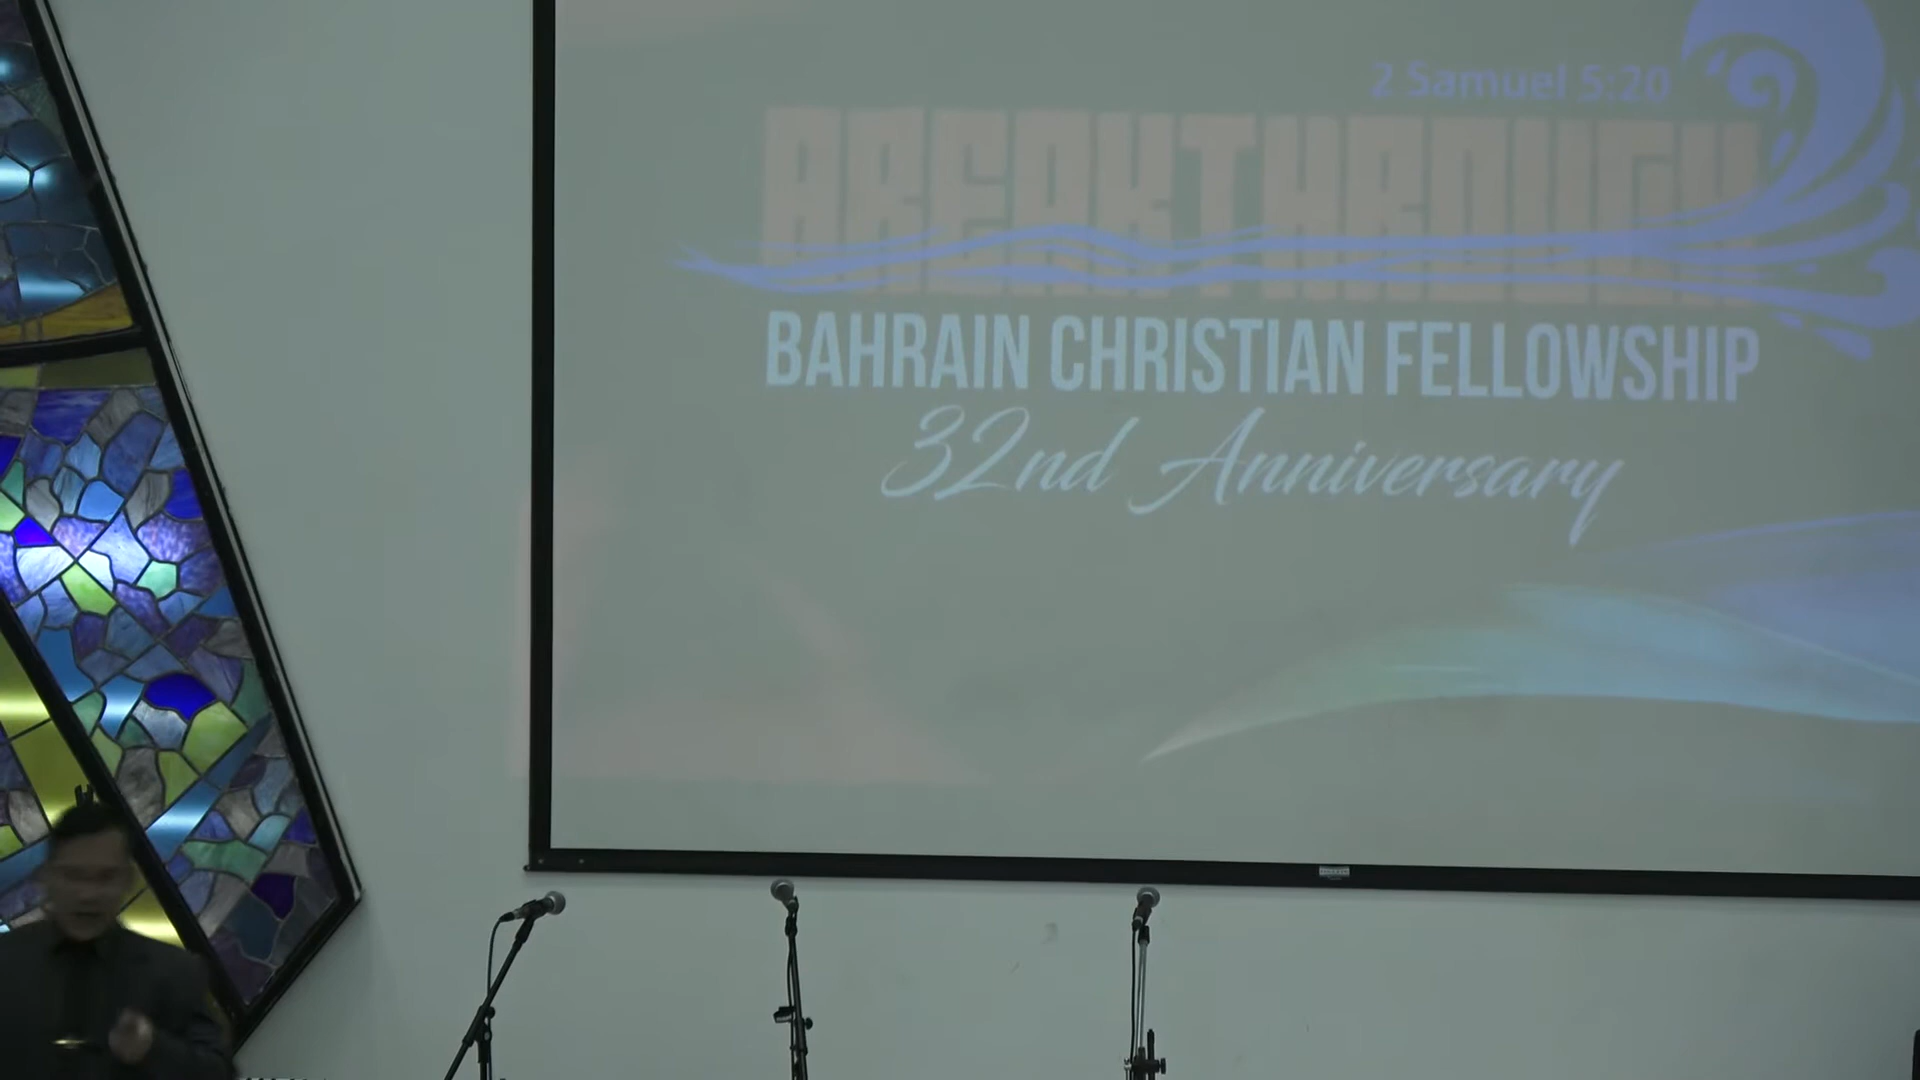 2 Samuel 5:20
BREAKTHROUGH
BAHRAIN CHRISTIAN FELLOWSHIP
32nd Anniversary